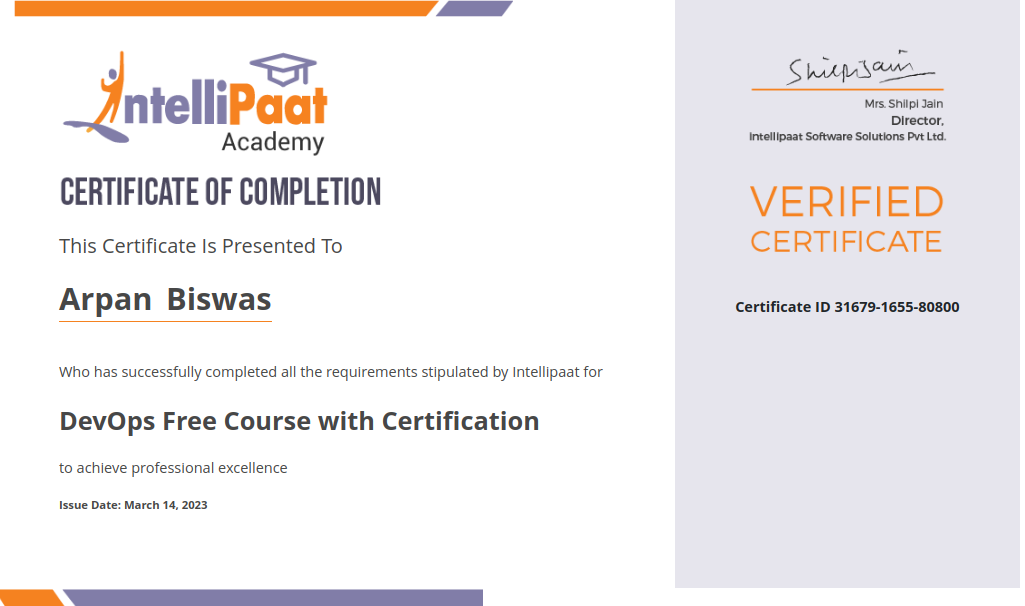 IntelliPaat
Academy
CERTIFICATE OF COMPLETION
This Certificate Is Presented To
Arpan Biswas
Who has successfully completed all the requirements stipulated by Intellipaat for
DevOps Free Course with Certification
to achieve professional excellence
Issue Date: March 14, 2023
Shilpi Jain
Mrs. Shilpi Jain
Director,
Intellipaat Software Solutions Pvt Ltd.
VERIFIED
CERTIFICATE
Certificate ID 31679-1655-80800